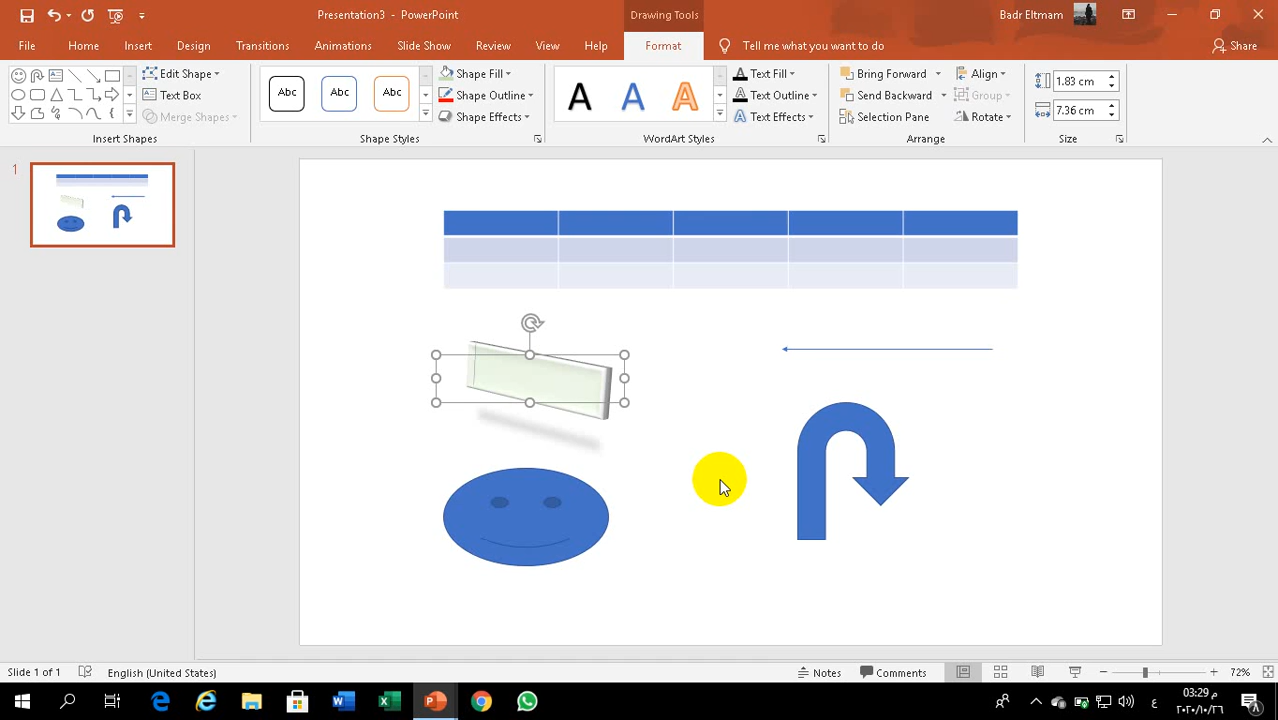 Presentation3 - PowerPoint
Drawing Tools
Badr Eltmam
File
Home
Insert
Design
Transitions
Animations
Slide Show
Review
View
Help
Format
Tell me what you want to do
Share
Edit Shape
Text Box
Merge Shapes
Insert Shapes
Abc
Abc
Abc
Shape Fill
Shape Outline
Shape Effects
Shape Styles
A
A
A
Text Fill
Text Outline
Text Effects
WordArt Styles
Bring Forward
Send Backward
Selection Pane
Align
Group
Rotate
Arrange
1.83 cm
7.36 cm
Size
1
Slide 1 of 1
English (United States)
Notes
Comments
72%
ع
03:29 م
٢٠٢٠/١٠/٢٦